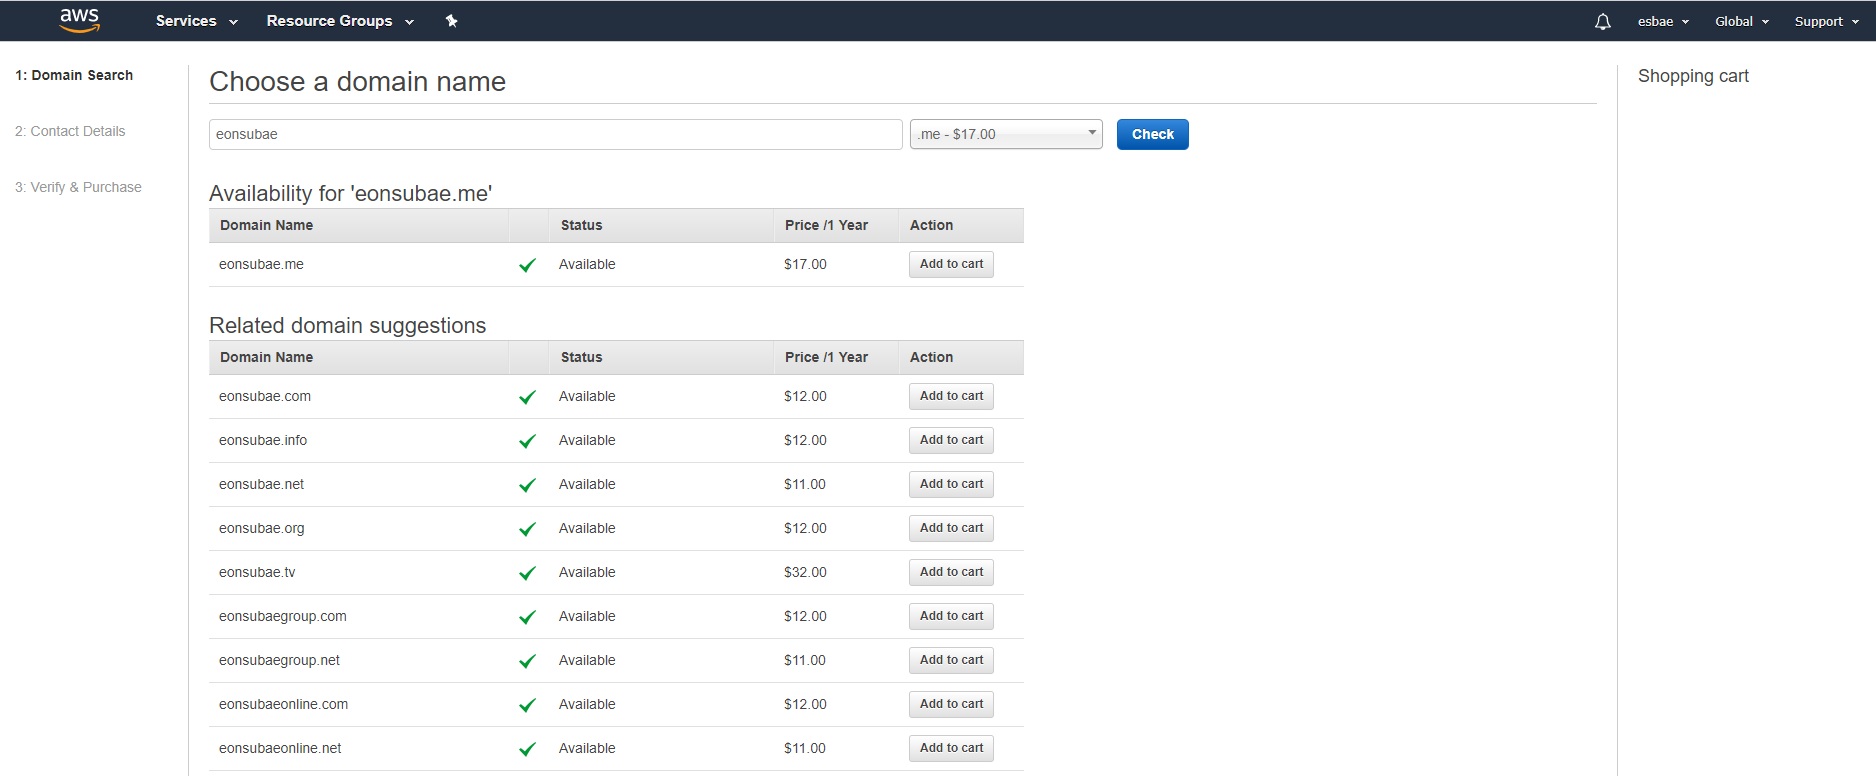 aws Services Resource Groups esbae Global Support
1: Domain Search
2: Contact Details
3: Verify & Purchase
Choose a domain name
eonsubae .me - $17.00 Check
Availability for 'eonsubae.me'
Domain Name Status Price /1 Year Action
eonsubae.me Available $17.00 Add to cart
Related domain suggestions
Domain Name Status Price /1 Year Action
eonsubae.com Available $12.00 Add to cart
eonsubae.info Available $12.00 Add to cart
eonsubae.net Available $11.00 Add to cart
eonsubae.org Available $12.00 Add to cart
eonsubae.tv Available $32.00 Add to cart
eonsubaegroup.com Available $12.00 Add to cart
eonsubaegroup.net Available $11.00 Add to cart
eonsubaeonline.com Available $12.00 Add to cart
eonsubaeonline.net Available $11.00 Add to cart
Shopping cart